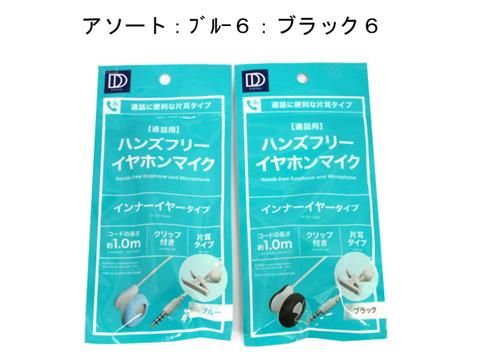 アソート：ﾌﾞﾙｰ６：ブラック６
DD
通話に便利な片耳タイプ
【通話用】
ハンズフリー
イヤホンマイク
Hands-Free Earphone and Microphone
インナーイヤータイプ
コードの長さ
約1.0m
クリップ
付き
片耳
タイプ
ブルー
DD
通話に便利な片耳タイプ
【通話用】
ハンズフリー
イヤホンマイク
Hands-Free Earphone and Microphone
インナーイヤータイプ
コードの長さ
約1.0m
クリップ
付き
片耳
タイプ
ブラック